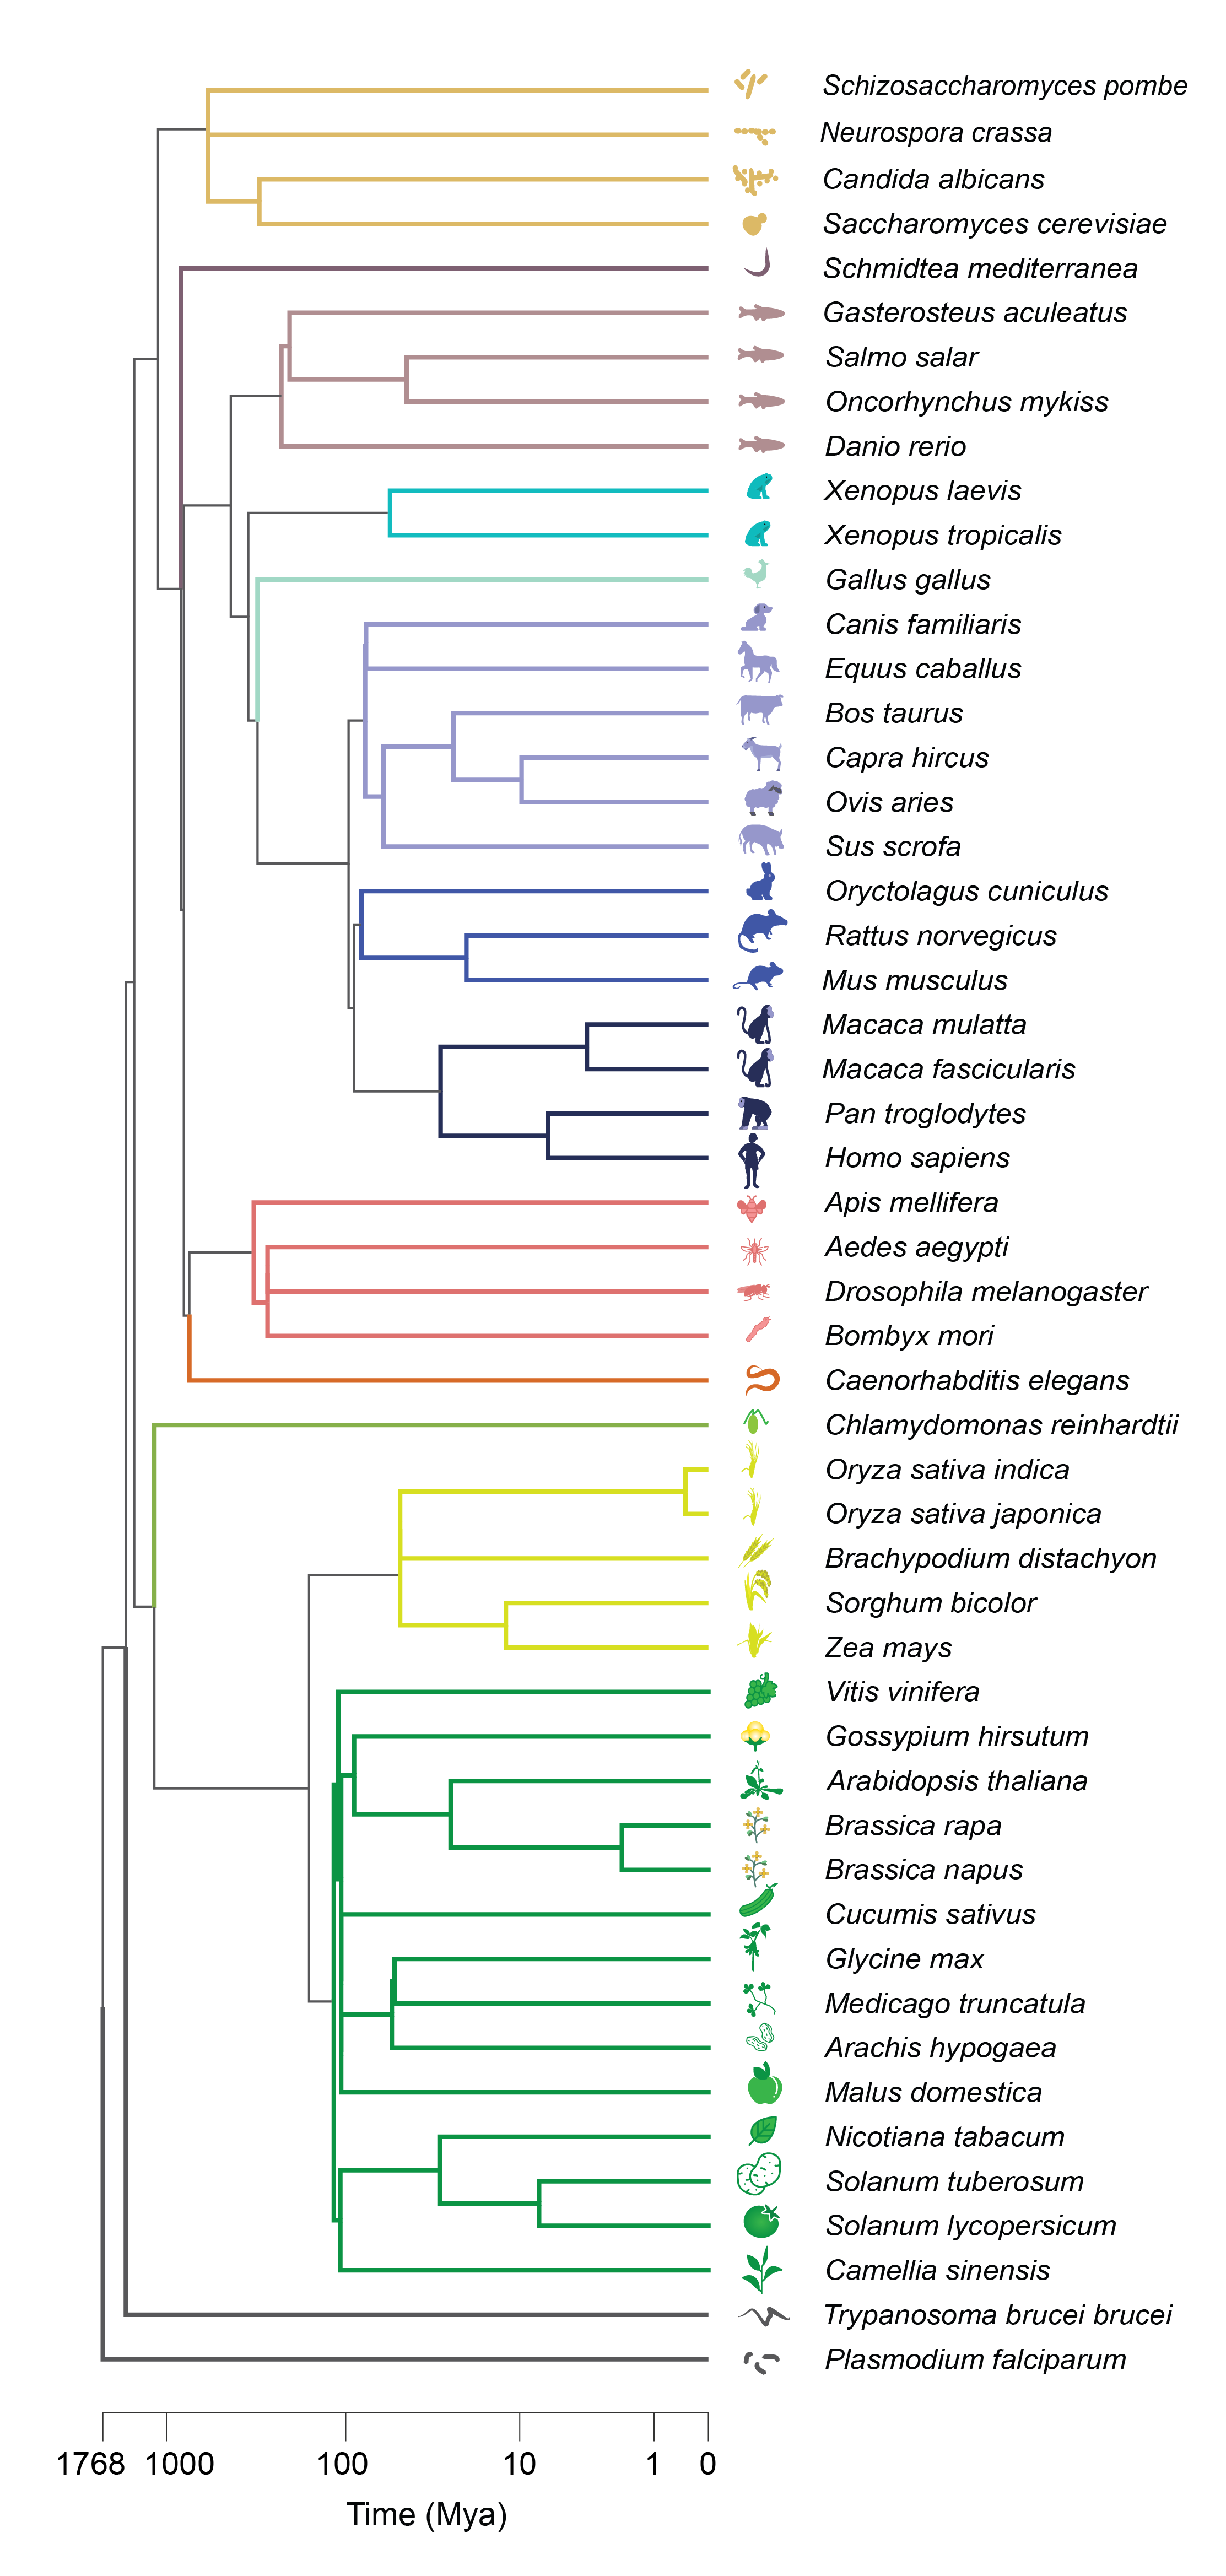 Schizosaccharomyces pombe
Neurospora crassa
Candida albicans
Saccharomyces cerevisiae
Schmidtea mediterranea
Gasterosteus aculeatus
Salmo salar
Oncorhynchus mykiss
Danio rerio
Xenopus laevis
Xenopus tropicalis
Gallus gallus
Canis familiaris
Equus caballus
Bos taurus
Capra hircus
Ovis aries
Sus scrofa
Oryctolagus cuniculus
Rattus norvegicus
Mus musculus
Macaca mulatta
Macaca fascicularis
Pan troglodytes
Homo sapiens
Apis mellifera
Aedes aegypti
Drosophila melanogaster
Bombyx mori
Caenorhabditis elegans
Chlamydomonas reinhardtii
Oryza sativa indica
Oryza sativa japonica
Brachypodium distachyon
Sorghum bicolor
Zea mays
Vitis vinifera
Gossypium hirsutum
Arabidopsis thaliana
Brassica rapa
Brassica napus
Cucumis sativus
Glycine max
Medicago truncatula
Arachis hypogaea
Malus domestica
Nicotiana tabacum
Solanum tuberosum
Solanum lycopersicum
Camellia sinensis
Trypanosoma brucei brucei
Plasmodium falciparum
1768 1000 100 10 1 0
Time (Mya)